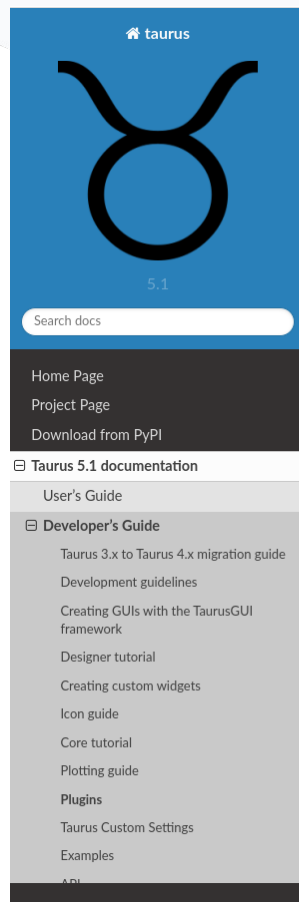 taurus
5.1
Search docs
Home Page
Project Page
Download from PyPI
Taurus 5.1 documentation
User's Guide
Developer's Guide
Taurus 3.x to Taurus 4.x migration guide
Development guidelines
Creating GUIs with the TaurusGUI
framework
Designer tutorial
Creating custom widgets
Icon guide
Core tutorial
Plotting guide
Plugins
Taurus Custom Settings
Examples